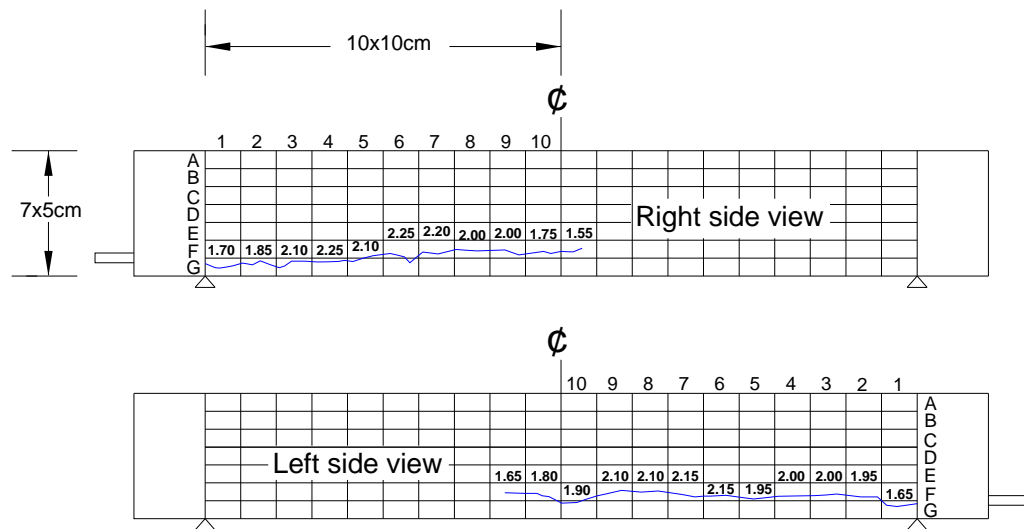 10x10cm
₵
1 2 3 4 5 6 7 8 9 10
A
B
C
D
E
F
G
7x5cm
Right side view
1.70 1.85 2.10 2.25 2.10 2.25 2.20 2.00 2.00 1.75 1.55
₵
10 9 8 7 6 5 4 3 2 1
A
B
C
D
E
F
G
Left side view
1.65 1.80 1.90 2.10 2.10 2.15 2.15 1.95 2.00 2.00 1.95 1.65